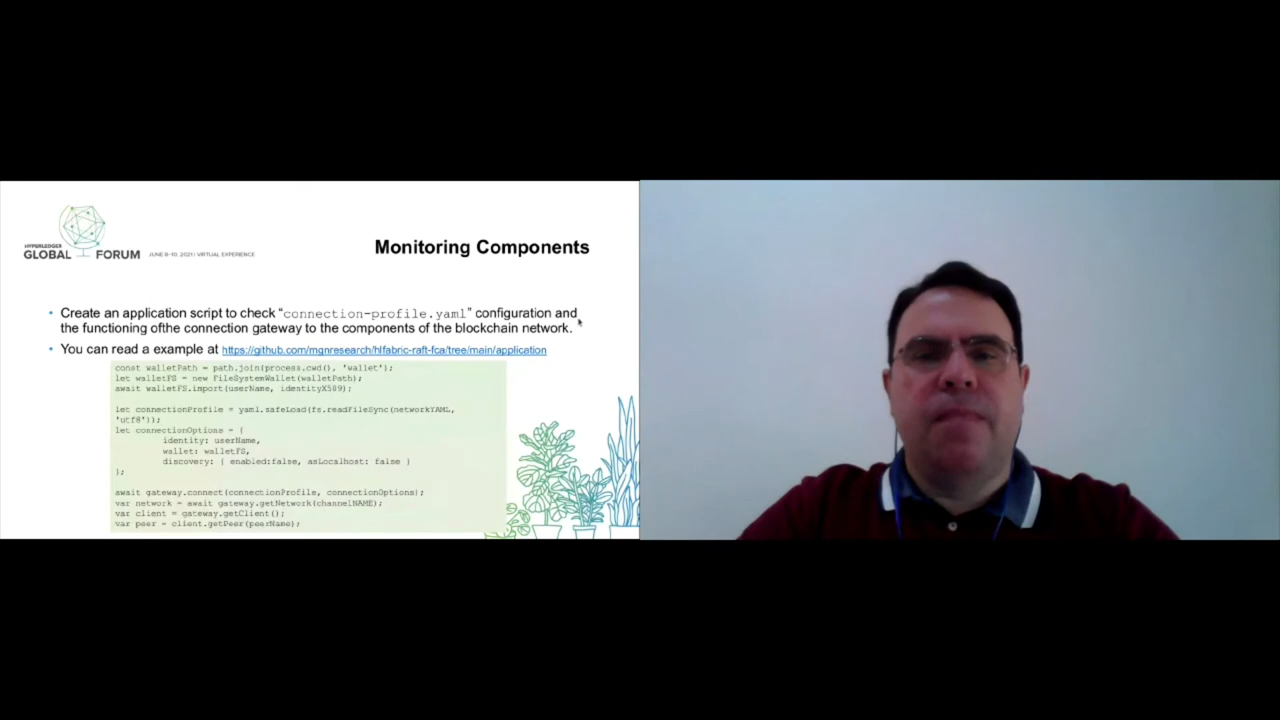 HYPERLEDGER
GLOBAL FORUM JUNE 8-10, 2021 / VIRTUAL EXPERIENCE
Monitoring Components
• Create an application script to check “connection-profile.yaml” configuration and
the functioning ofthe connection gateway to the components of the blockchain network.
• You can read a example at https://github.com/mgnresearch/hlfabric-raft-fca/tree/main/application
const walletPath = path.join(process.cwd(), 'wallet');
let walletFS = new FileSystemWallet(walletPath);
await walletFS.import(userName, identityX509);
let connectionProfile = yaml.safeLoad(fs.readFileSync(networkYAML,
'utf8'));
let connectionOptions = {
identity: userName,
wallet: walletFS,
discovery: { enabled:false, asLocalhost: false }
};
await gateway.connect(connectionProfile, connectionOptions);
var network = await gateway.getNetwork(channelNAME);
var client = gateway.getClient();
var peer = client.getPeer(peerName);